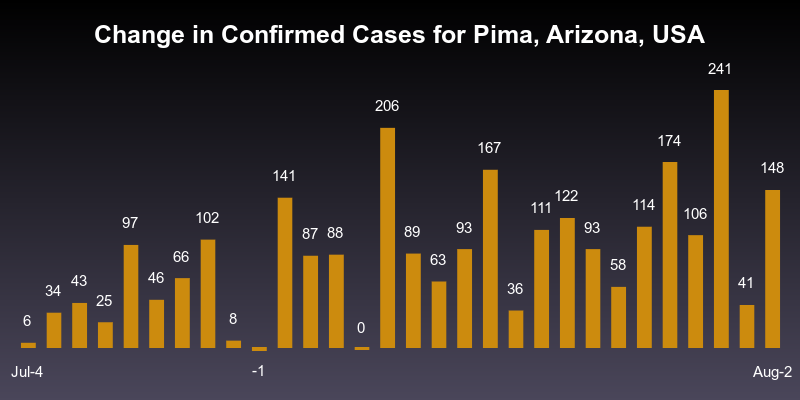 Change in Confirmed Cases for Pima, Arizona, USA
6 34 43 25 97 46 66 102 8 -1 141 87 88 0 206 89 63 93 167 36 111 122 93 58 114 174 106 241 41 148
Jul-4 Aug-2